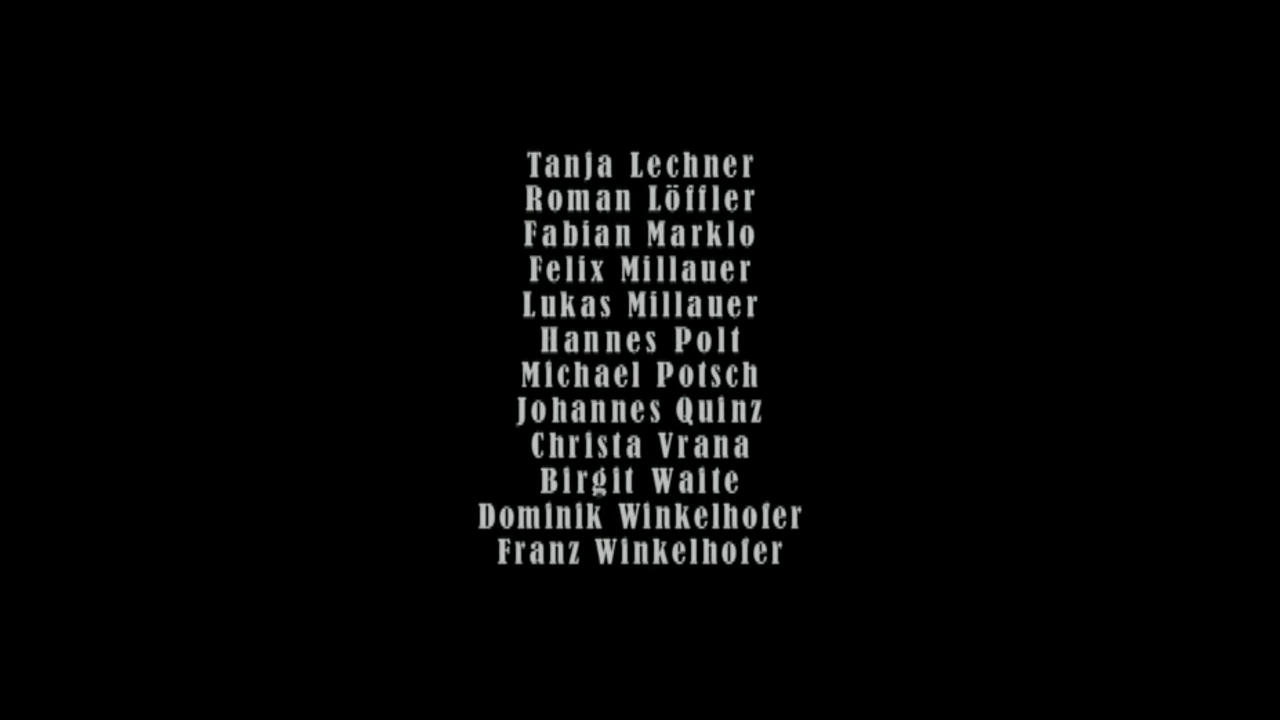 Tanja Lechner
Roman Löffler
Fabian Marklo
Felix Millauer
Lukas Millauer
Hannes Polt
Michael Potsch
Johannes Quinz
Christa Vrana
Birgit Waite
Dominik Winkelhofer
Franz Winkelhofer